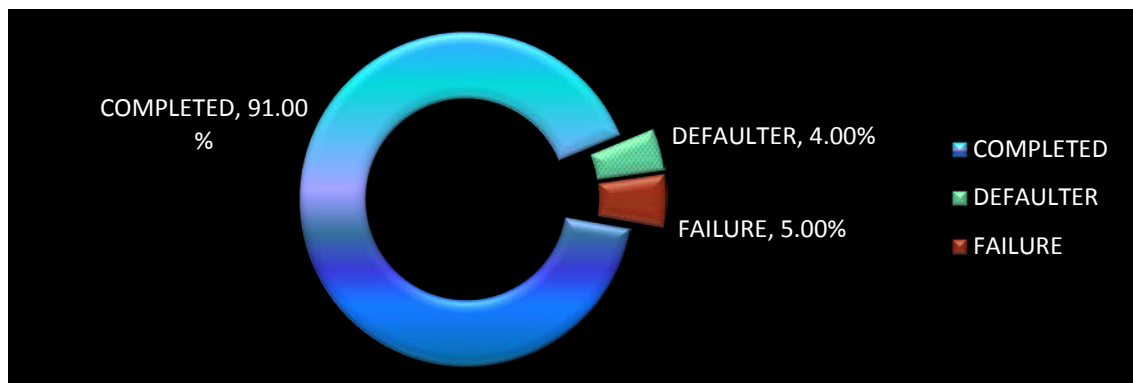 COMPLETED, 91.00
%
DEFAULTER, 4.00%
FAILURE, 5.00%
COMPLETED
DEFAULTER
FAILURE